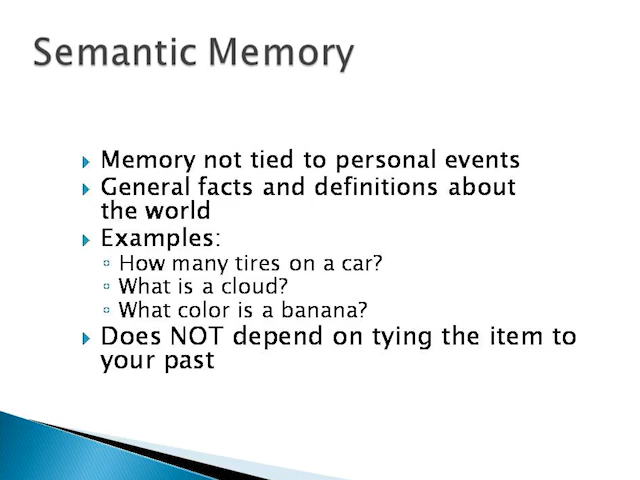 Semantic Memory
Memory not tied to personal events
General facts and definitions about
the world
Examples:
How many tires on a car?
What is a cloud?
What color is a banana?
Does NOT depend on tying the item to
your past